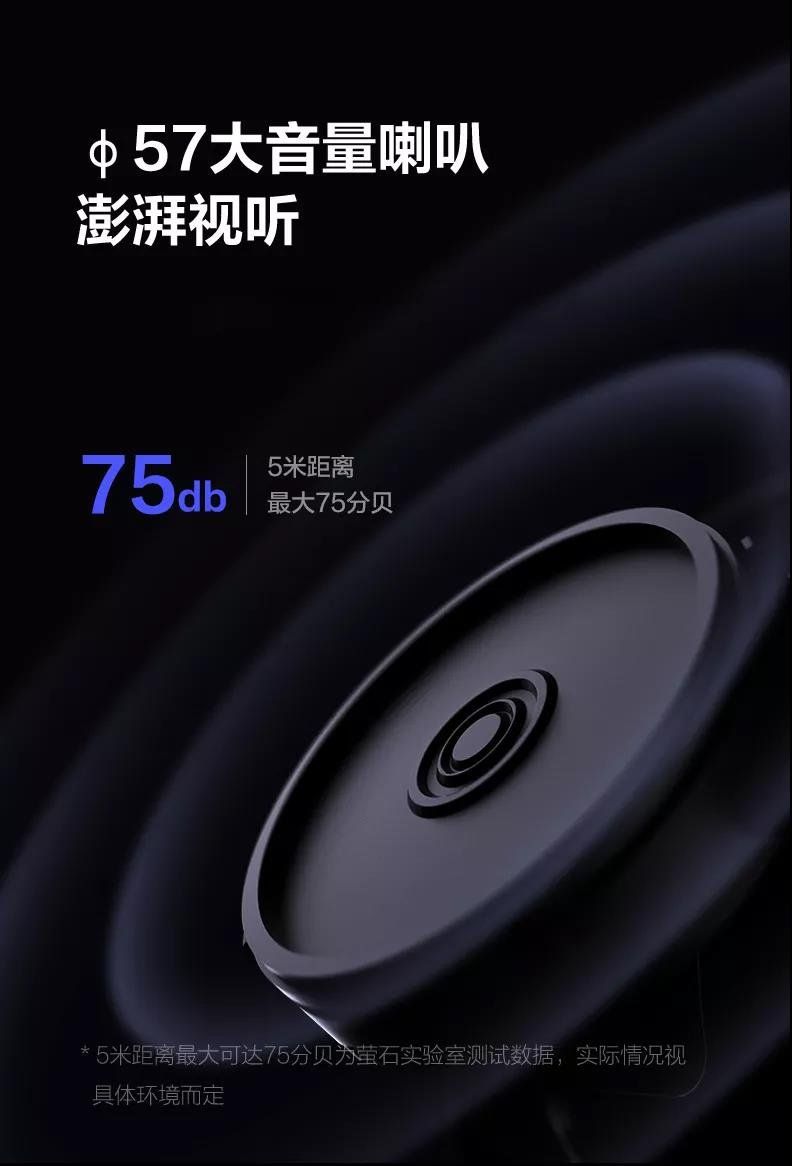 φ57大音量喇叭
澎湃视听
75db
5米距离
最大75分贝
* 5米距离最大可达75分贝为萤石实验室测试数据，实际情况视
具体环境而定